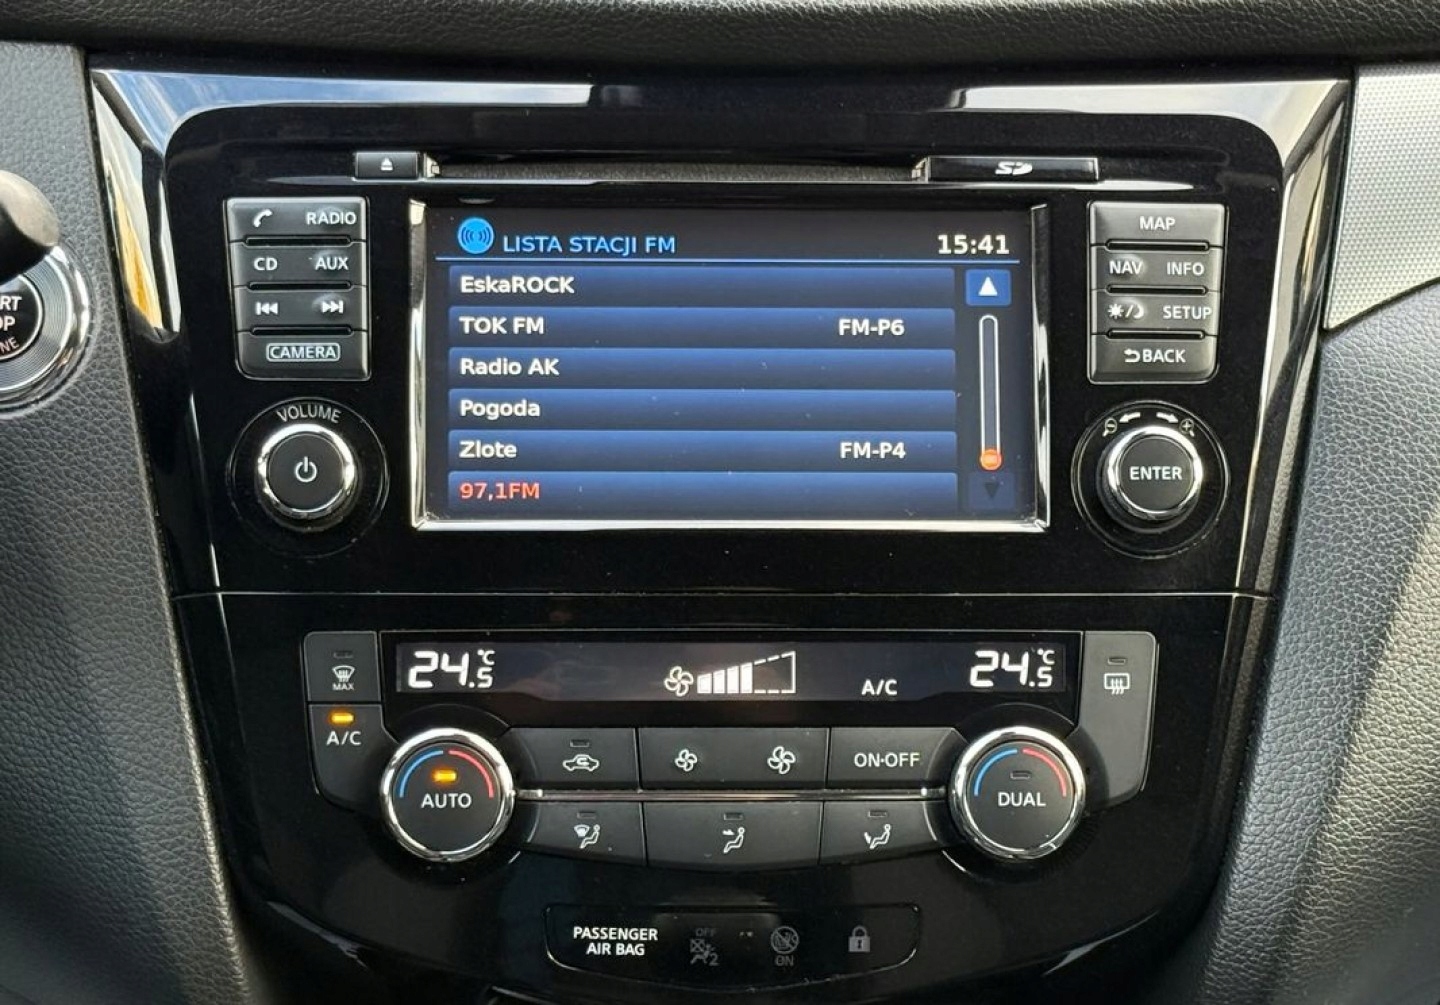 SD
RADIO
CD AUX
CAMERA
VOLUME
LISTA STACJI FM 15:41
EskaROCK
TOK FM FM-P6
Radio AK
Pogoda
Zlote FM-P4
97,1FM
MAP
NAV INFO
SETUP
BACK
ENTER
24.5°C A/C 24.5°C
MAX
A/C
AUTO
ON·OFF
DUAL
PASSENGER
AIR BAG
OFF
2
ON